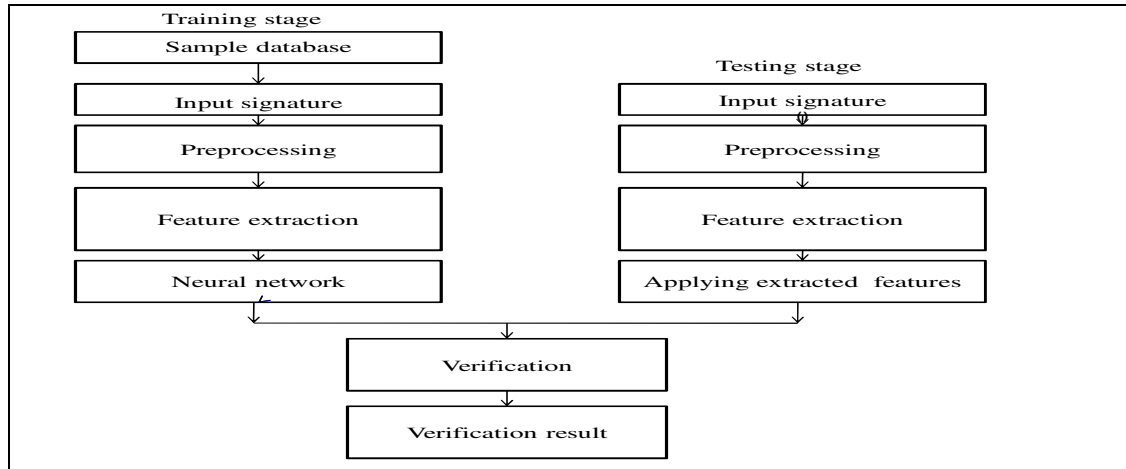 Training stage
Sample database
Input signature
Preprocessing
Feature extraction
Neural network
Testing stage
Input signature
Preprocessing
Feature extraction
Applying extracted features
Verification
Verification result